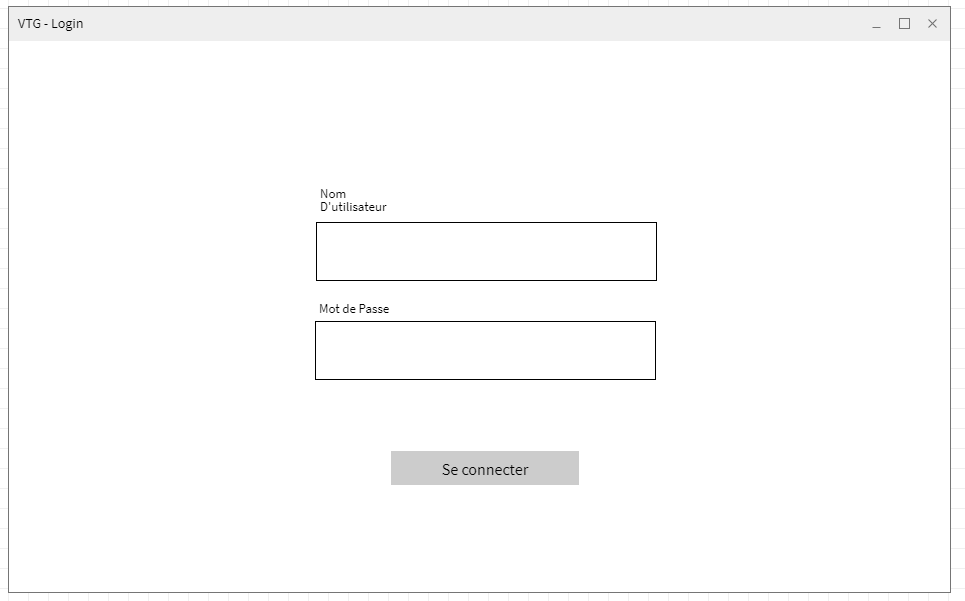 VTG - Login
Nom
D'utilisateur
Mot de Passe
Se connecter